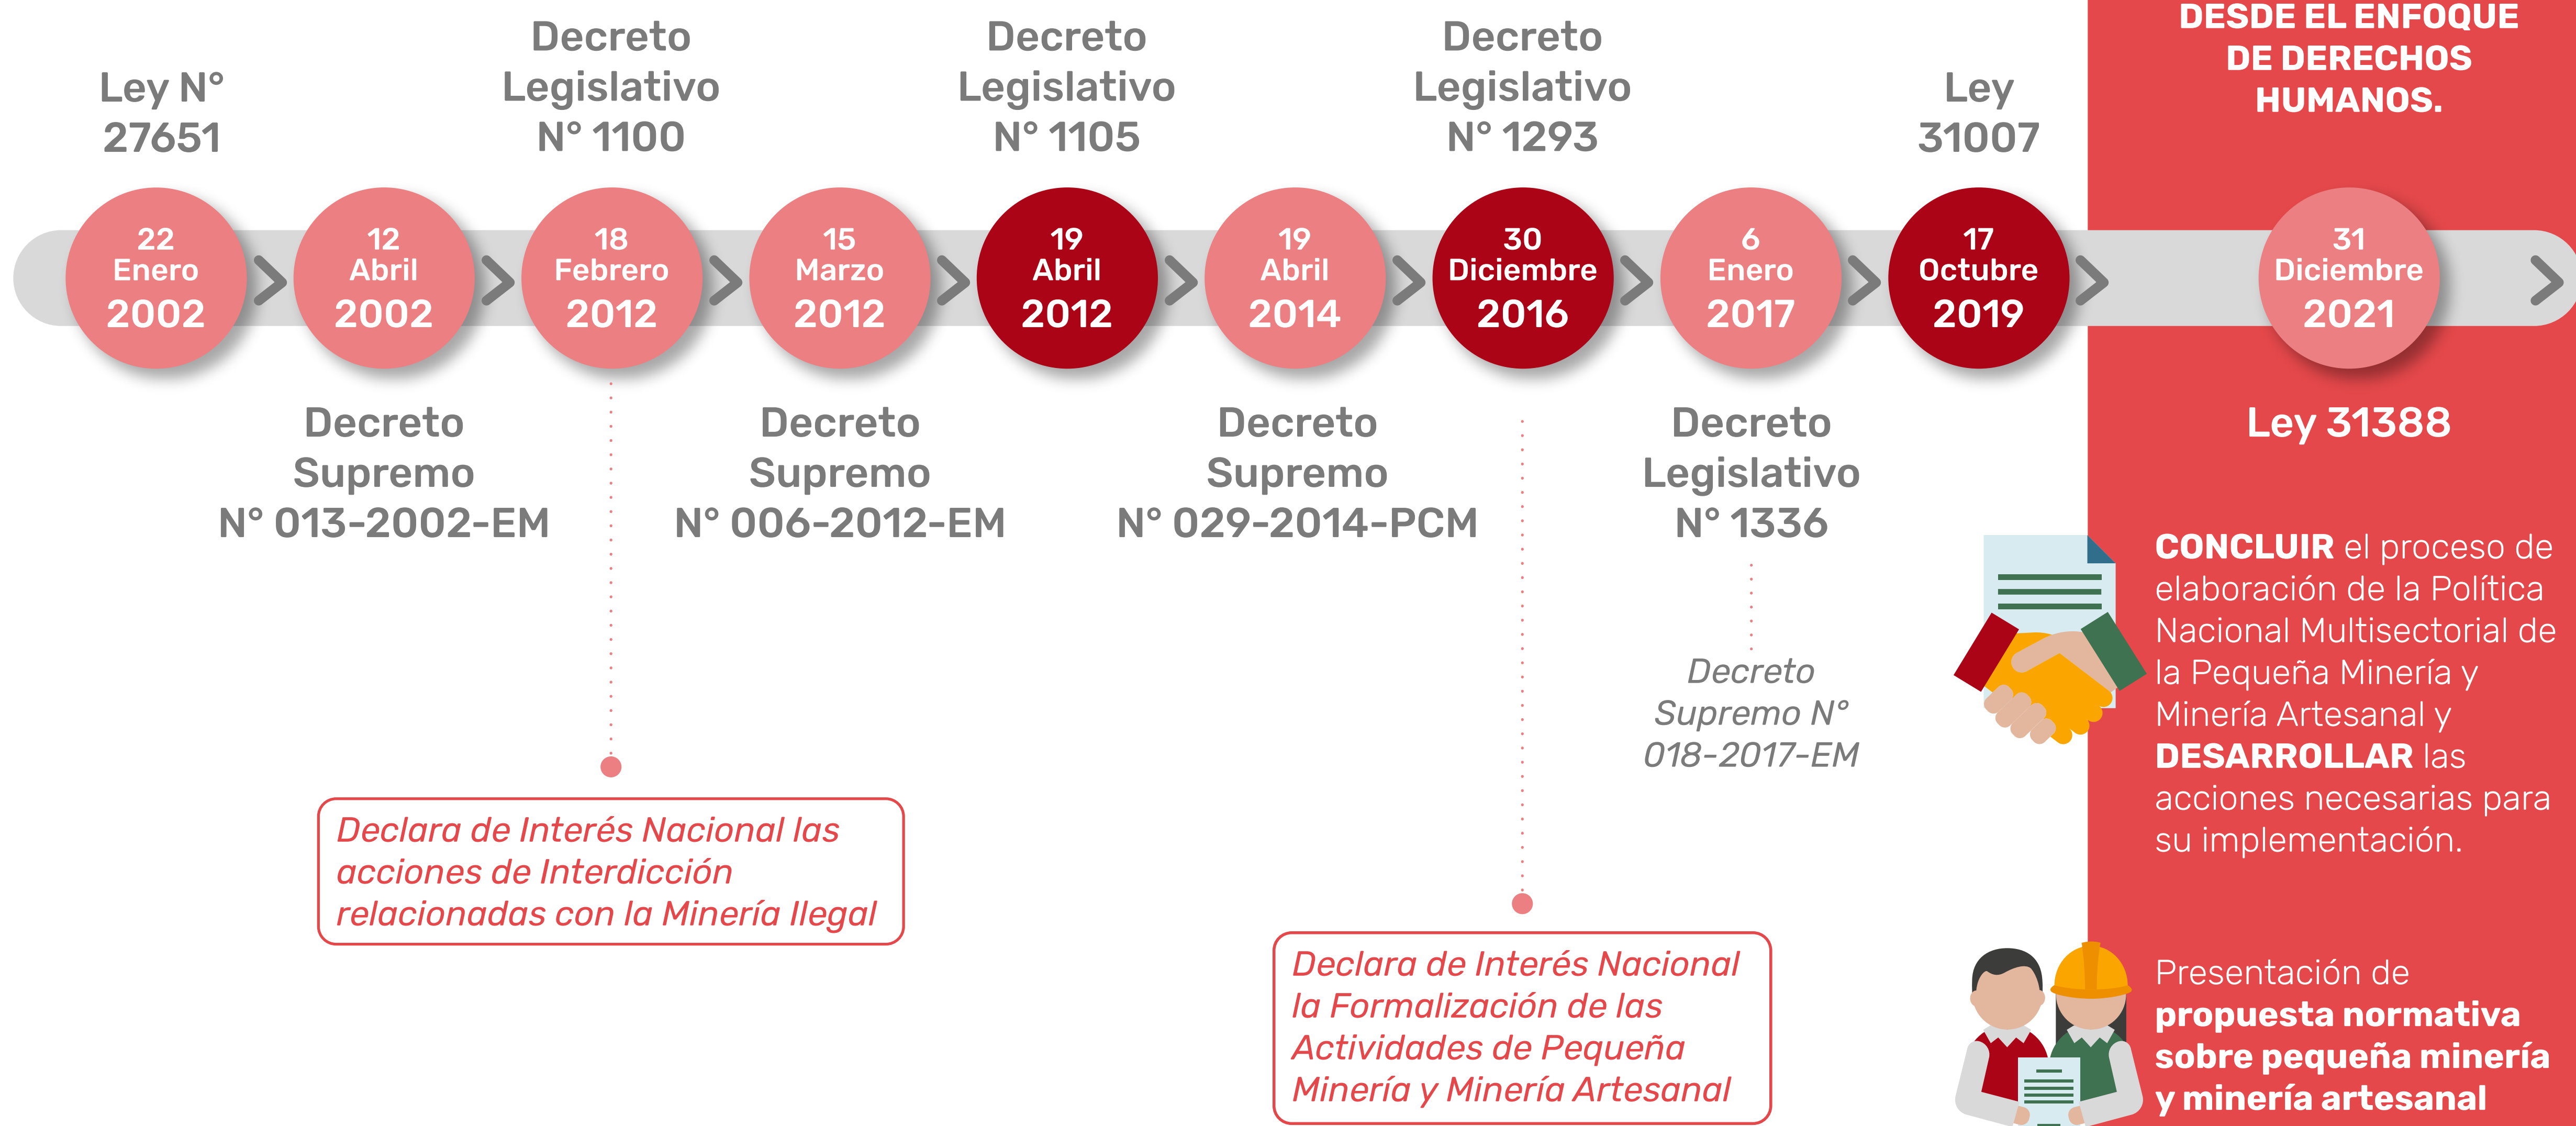 Ley N°
27651
22
Enero
2002
12
Abril
2002
Decreto
Supremo
N° 013-2002-EM
Decreto
Legislativo
N° 1100
18
Febrero
2012
Declara de Interés Nacional las
acciones de Interdicción
relacionadas con la Minería Ilegal
15
Marzo
2012
Decreto
Supremo
N° 006-2012-EM
Decreto
Legislativo
N° 1105
19
Abril
2012
19
Abril
2014
Decreto
Supremo
N° 029-2014-PCM
Decreto
Legislativo
N° 1293
30
Diciembre
2016
Declara de Interés Nacional
la Formalización de las
Actividades de Pequeña
Minería y Minería Artesanal
6
Enero
2017
Decreto
Legislativo
N° 1336
Decreto
Supremo N°
018-2017-EM
Ley
31007
17
Octubre
2019
DESDE EL ENFOQUE
DE DERECHOS
HUMANOS.
31
Diciembre
2021
Ley 31388
CONCLUIR el proceso de
elaboración de la Política
Nacional Multisectorial de
la Pequeña Minería y
Minería Artesanal y
DESARROLLAR las
acciones necesarias para
su implementación.
Presentación de
propuesta normativa
sobre pequeña minería
y minería artesanal